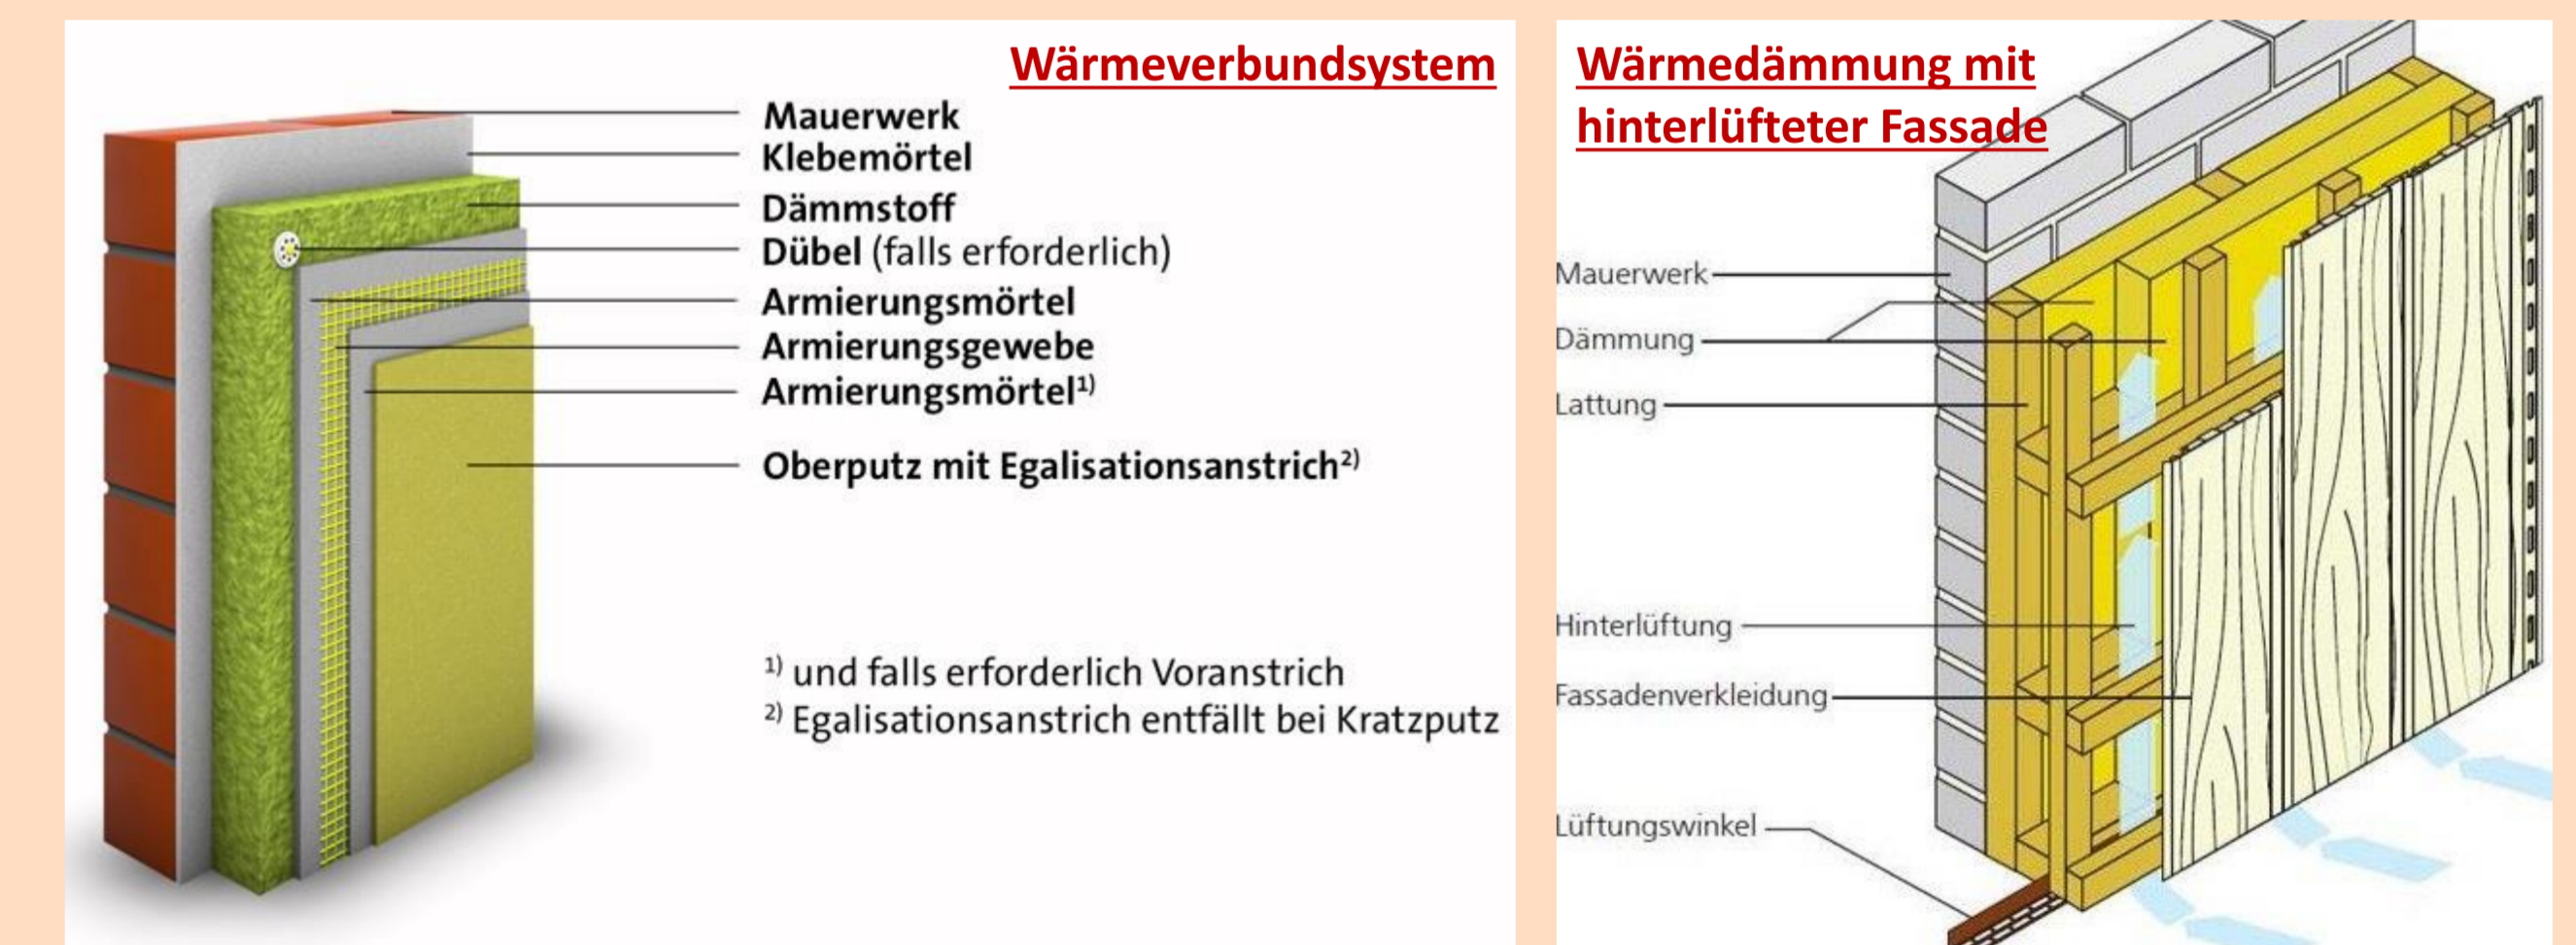 Wärmeverbundsystem
Mauerwerk
Klebemörtel
Dämmstoff
Dübel (falls erforderlich)
Armierungsmörtel
Armierungsgewebe
Armierungsmörtel¹⁾
Oberputz mit Egalisationsanstrich²⁾
¹⁾ und falls erforderlich Voranstrich
²⁾ Egalisationsanstrich entfällt bei Kratzputz
Wärmedämmung mit
hinterlüfteter Fassade
Mauerwerk
Dämmung
Lattung
Hinterlüftung
Fassadenverkleidung
Lüftungswinkel